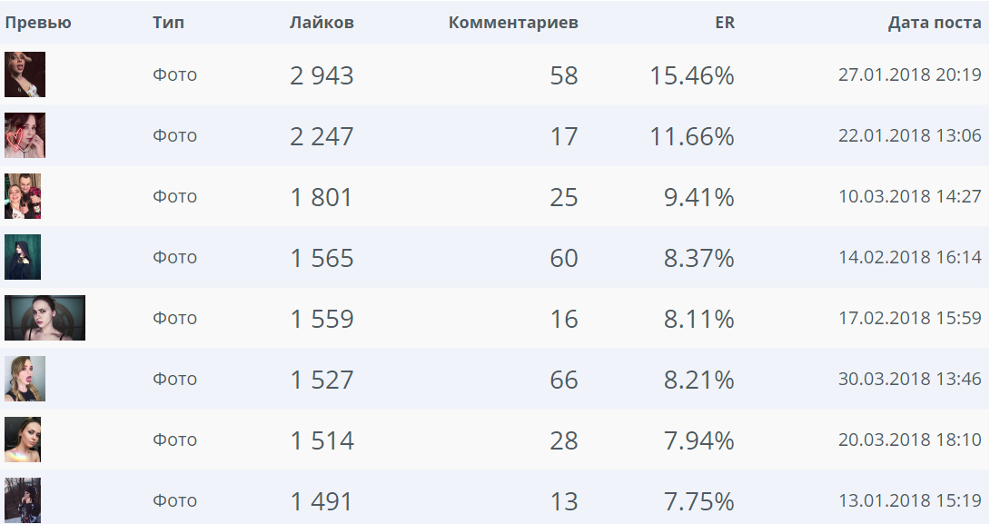 Превью Тип Лайков Комментариев ER Дата поста
Фото 2 943 58 15.46% 27.01.2018 20:19
Фото 2 247 17 11.66% 22.01.2018 13:06
Фото 1 801 25 9.41% 10.03.2018 14:27
Фото 1 565 60 8.37% 14.02.2018 16:14
Фото 1 559 16 8.11% 17.02.2018 15:59
Фото 1 527 66 8.21% 30.03.2018 13:46
Фото 1 514 28 7.94% 20.03.2018 18:10
Фото 1 491 13 7.75% 13.01.2018 15:19